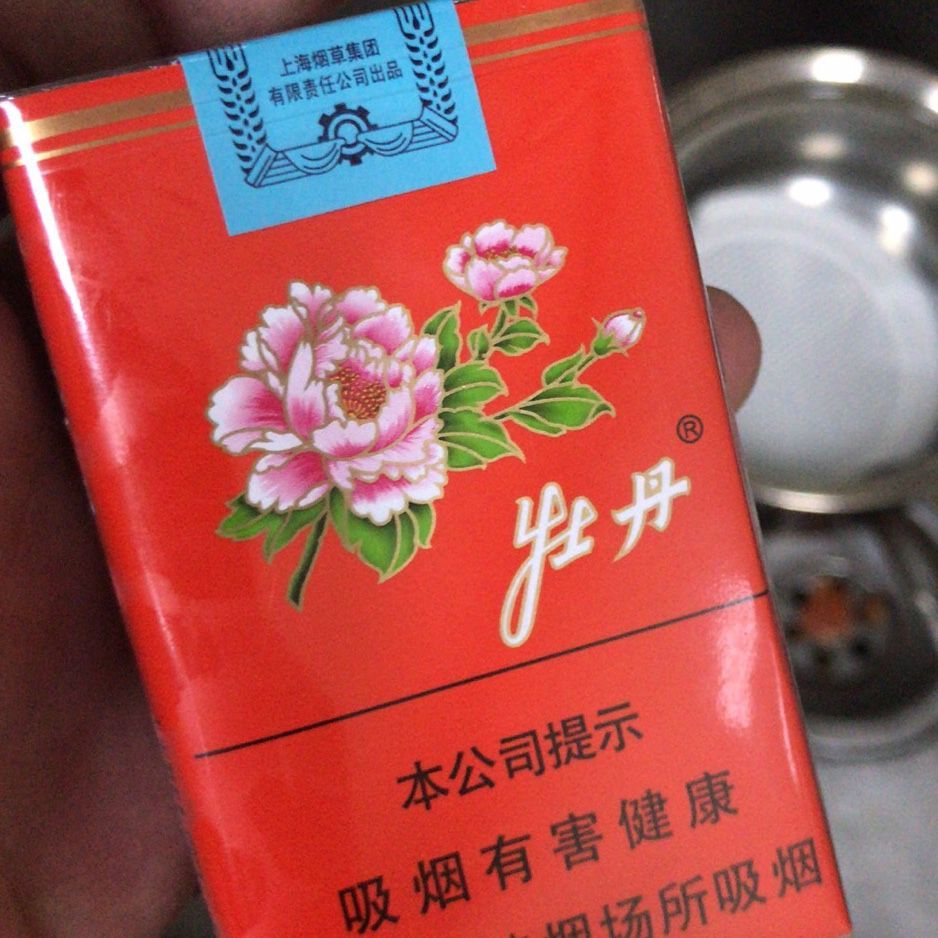 上海烟草集团
有限责任公司出品
®
牡丹
本公司提示
吸烟有害健康
烟场所吸烟